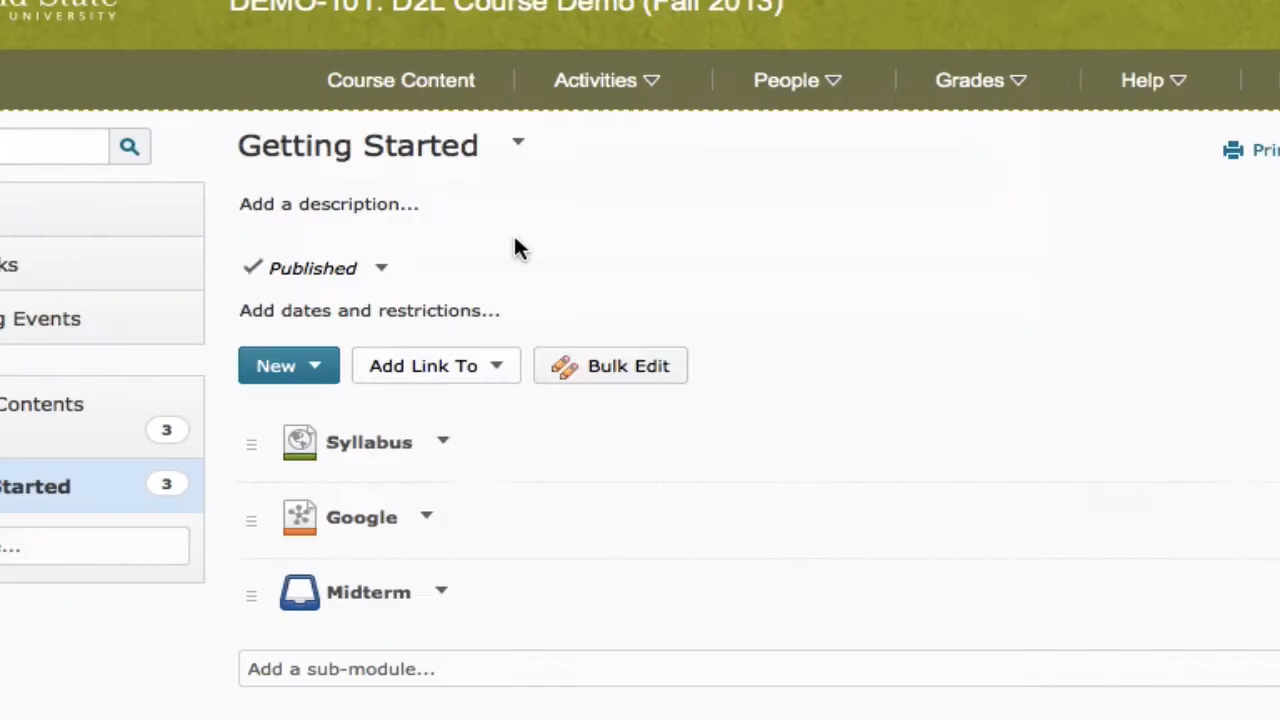 UNIVERSITY
DEMO-101: D2L Course Demo (Fall 2013)
Course Content
Activities
People
Grades
Help
Getting Started
Add a description...
Published
Add dates and restrictions...
New
Add Link To
Bulk Edit
Events
Contents
3
Started
3
Syllabus
Google
Midterm
Add a sub-module...